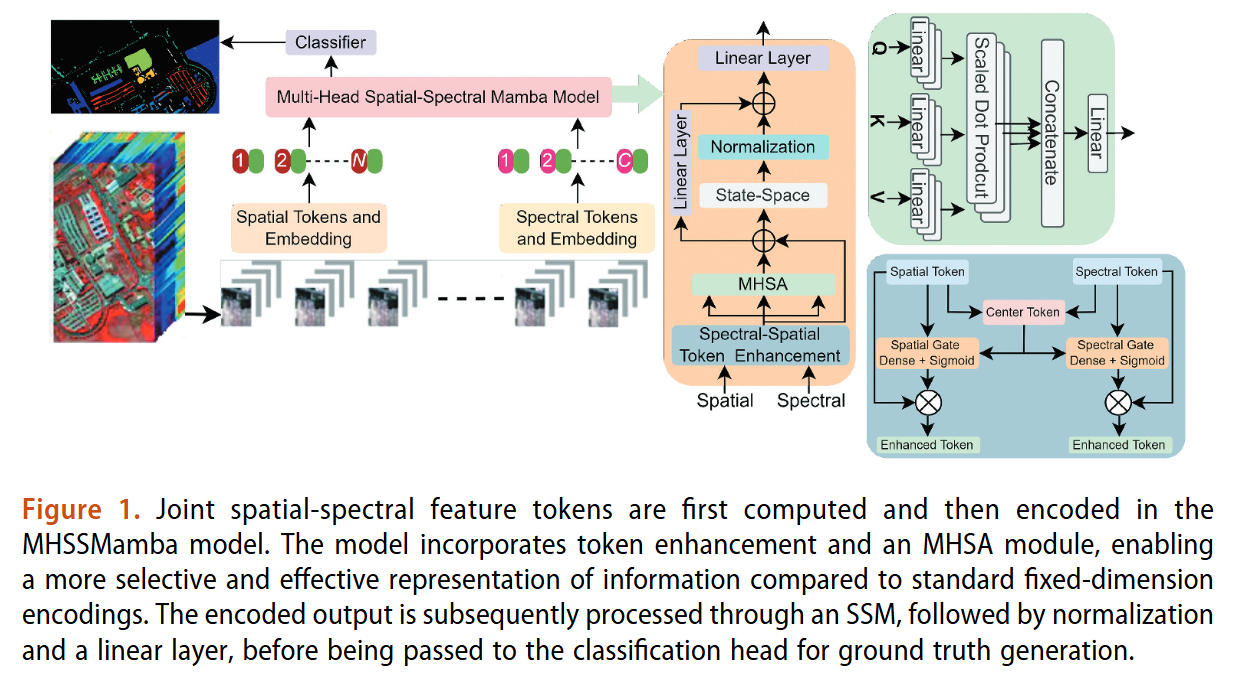 Classifier
Multi-Head Spatial-Spectral Mamba Model
1 2 N
1 2 C
Spatial Tokens and
Embedding
Spectral Tokens
and Embedding
Linear Layer
Linear Layer
Normalization
State-Space
MHSA
Spectral-Spatial
Token Enhancement
Spatial Spectral
Q
K
V
Linear
Linear
Linear
Scaled Dot Prodcut
Concatenate
Linear
Spatial Token
Spectral Token
Center Token
Spatial Gate
Dense + Sigmoid
Spectral Gate
Dense + Sigmoid
Enhanced Token
Enhanced Token
Figure 1. Joint spatial-spectral feature tokens are first computed and then encoded in the
MHSSMamba model. The model incorporates token enhancement and an MHSA module, enabling
a more selective and effective representation of information compared to standard fixed-dimension
encodings. The encoded output is subsequently processed through an SSM, followed by normalization
and a linear layer, before being passed to the classification head for ground truth generation.